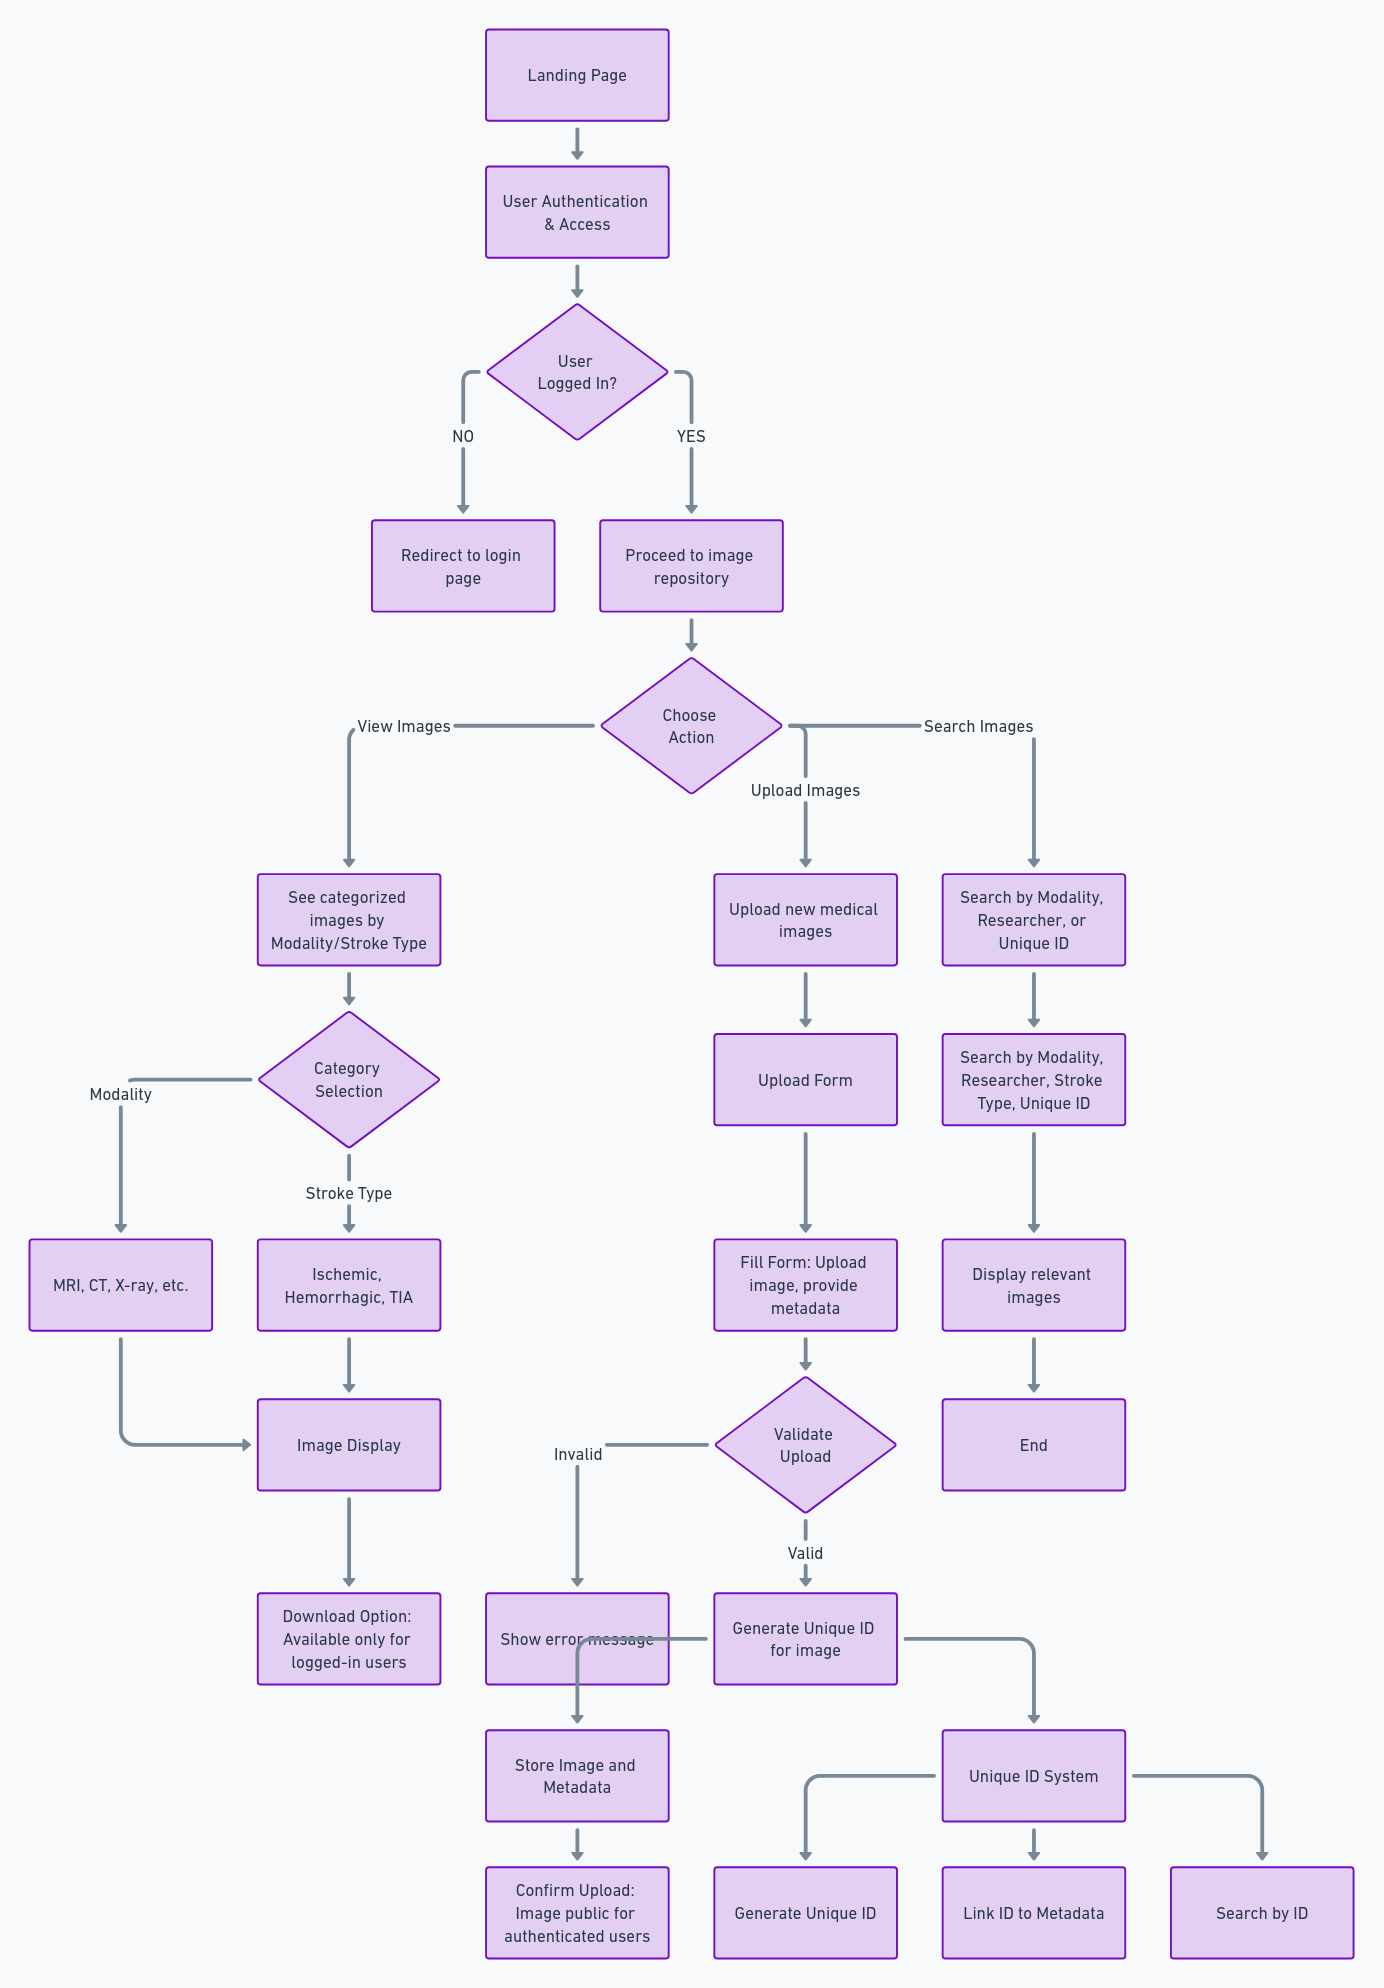 Landing Page
User Authentication
& Access
User
Logged In?
NO
YES
Redirect to login
page
Proceed to image
repository
Choose
Action
View Images
Search Images
Upload Images
See categorized
images by
Modality/Stroke Type
Upload new medical
images
Search by Modality,
Researcher, or
Unique ID
Category
Selection
Modality
Upload Form
Search by Modality,
Researcher, Stroke
Type, Unique ID
Stroke Type
MRI, CT, X-ray, etc.
Ischemic,
Hemorrhagic, TIA
Fill Form: Upload
image, provide
metadata
Display relevant
images
Image Display
Invalid
Validate
Upload
End
Valid
Download Option:
Available only for
logged-in users
Show error message
Generate Unique ID
for image
Store Image and
Metadata
Unique ID System
Confirm Upload:
Image public for
authenticated users
Generate Unique ID
Link ID to Metadata
Search by ID